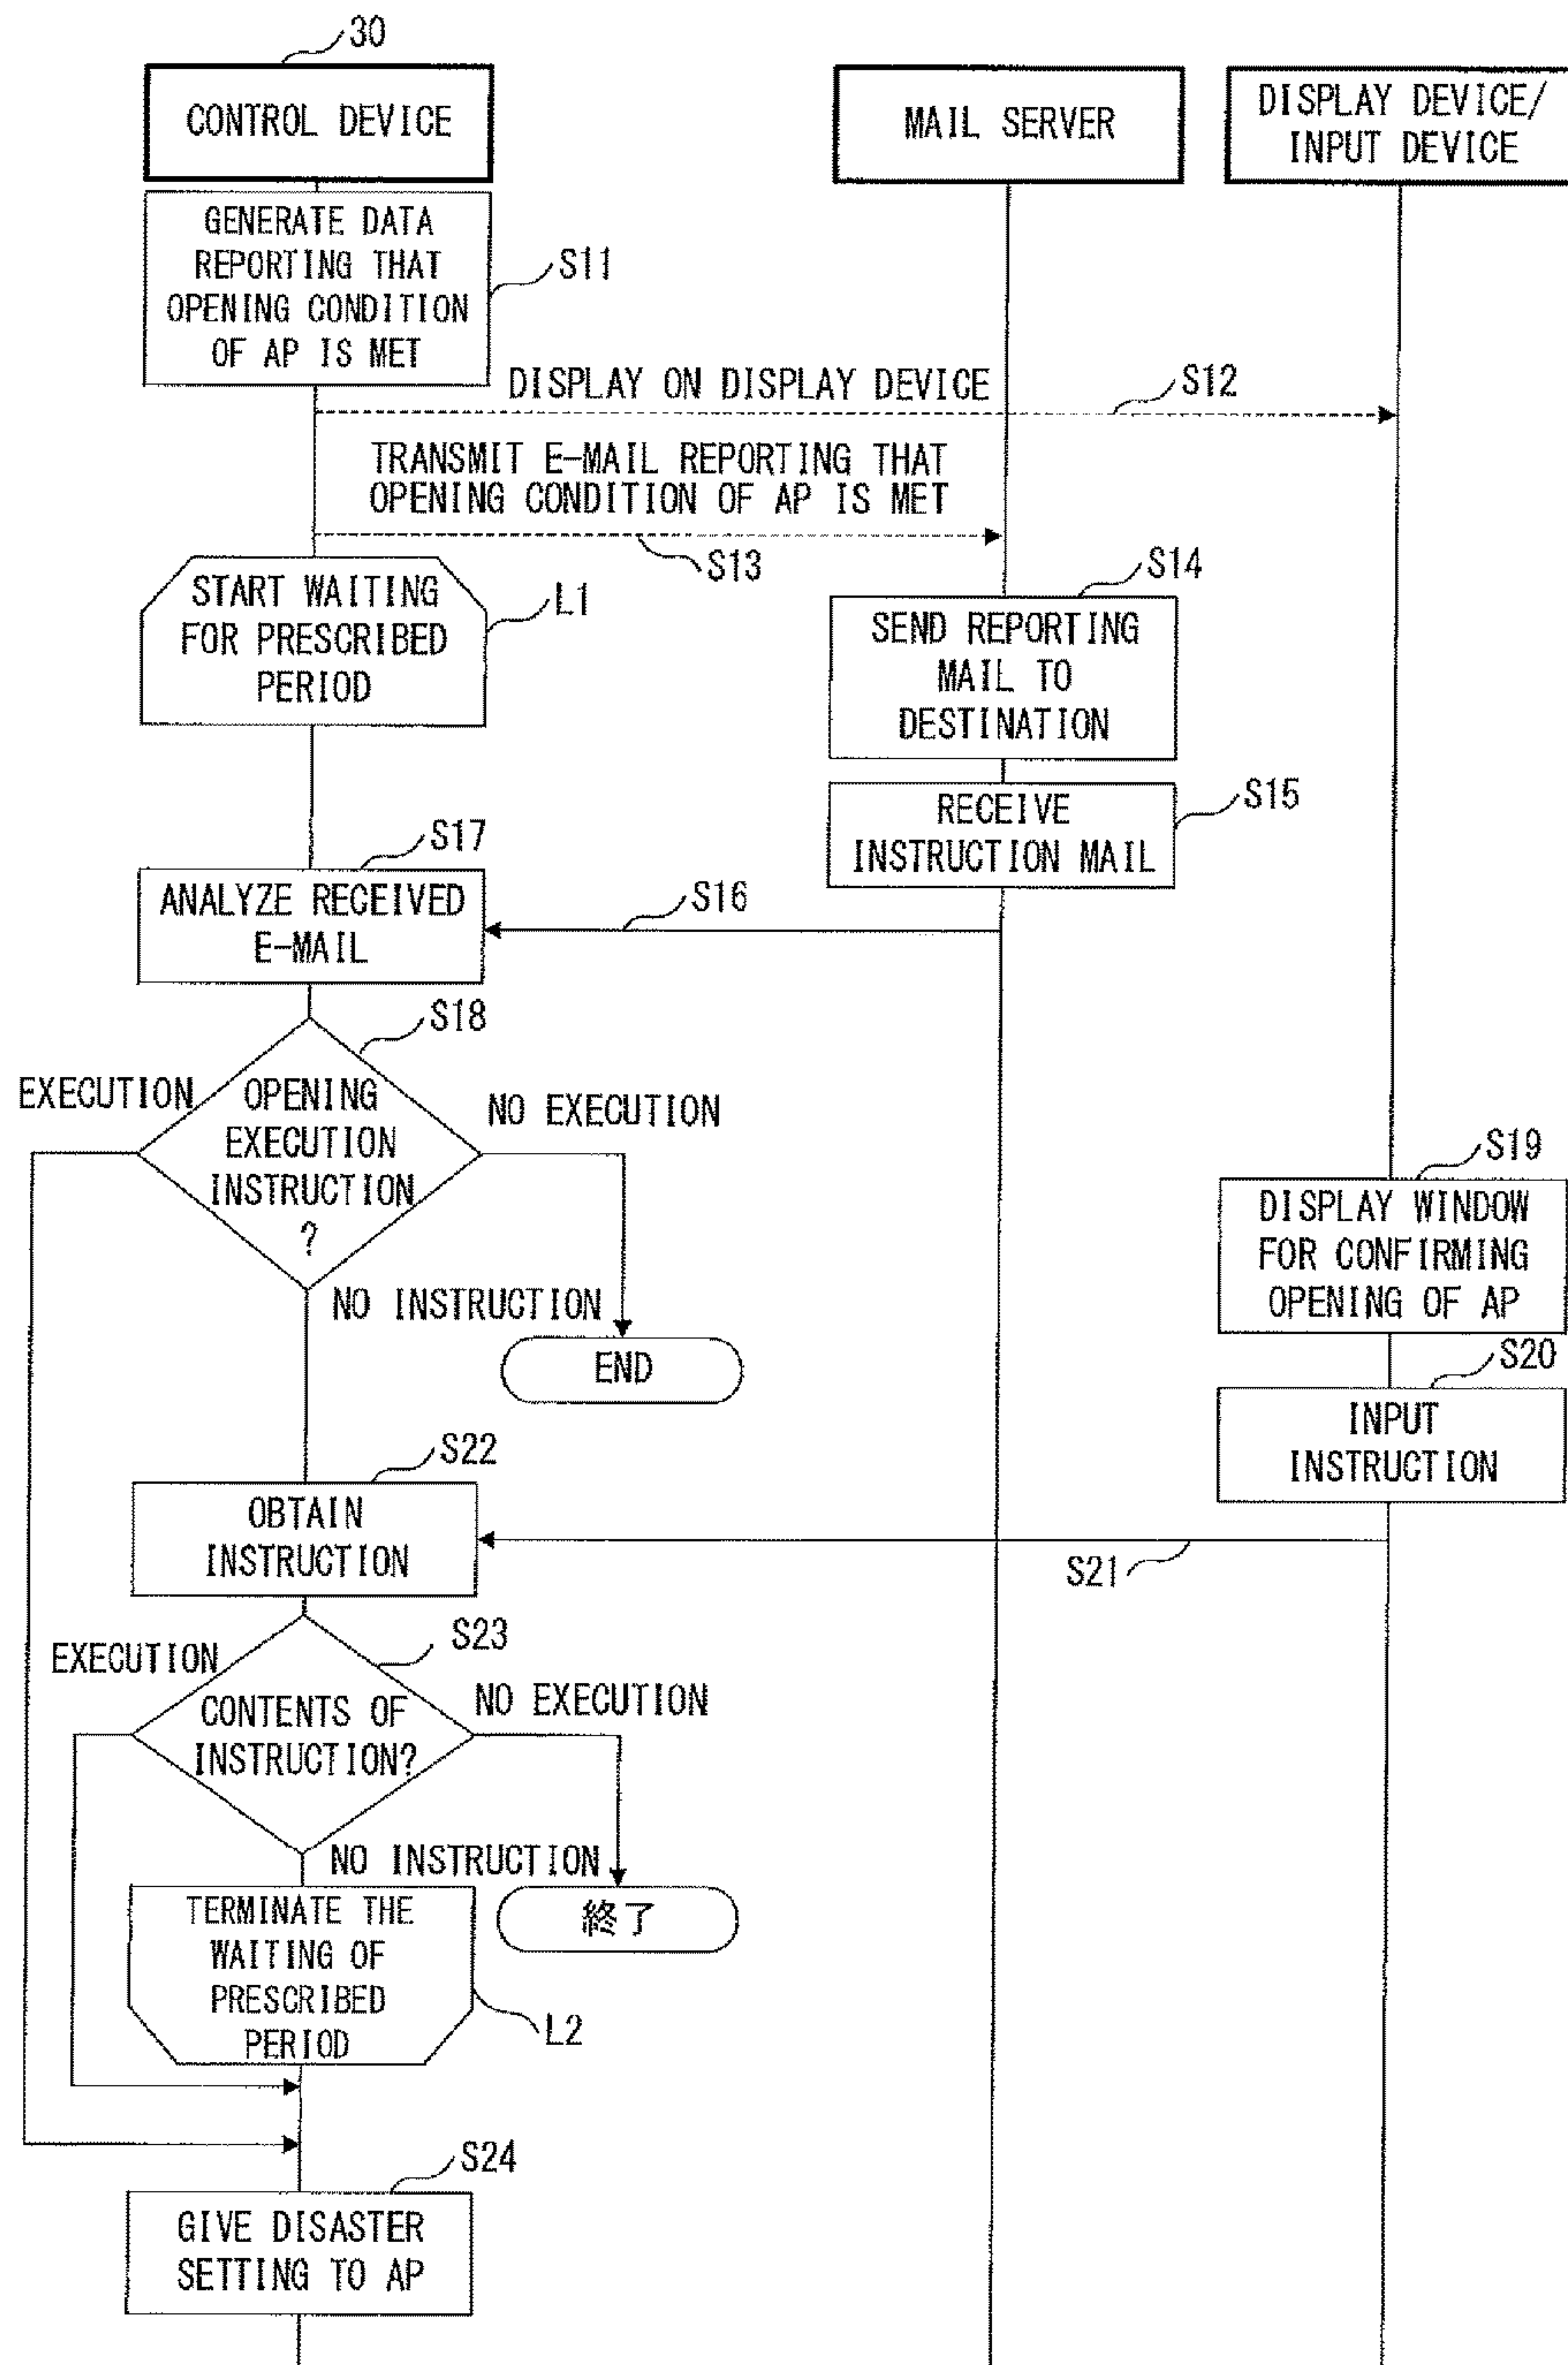 30
CONTROL DEVICE
MAIL SERVER
DISPLAY DEVICE/
INPUT DEVICE
GENERATE DATA
REPORTING THAT
OPENING CONDITION
OF AP IS MET
S11
DISPLAY ON DISPLAY DEVICE
S12
TRANSMIT E-MAIL REPORTING THAT
OPENING CONDITION OF AP IS MET
S13
START WAITING
FOR PRESCRIBED
PERIOD
L1
S14
SEND REPORTING
MAIL TO
DESTINATION
S15
RECEIVE
INSTRUCTION MAIL
S16
S17
ANALYZE RECEIVED
E-MAIL
S18
EXECUTION
OPENING
EXECUTION
INSTRUCTION
?
NO EXECUTION
NO INSTRUCTION
END
S19
DISPLAY WINDOW
FOR CONFIRMING
OPENING OF AP
S20
INPUT
INSTRUCTION
S21
S22
OBTAIN
INSTRUCTION
S23
EXECUTION
CONTENTS OF
INSTRUCTION?
NO EXECUTION
NO INSTRUCTION
終了
TERMINATE THE
WAITING OF
PRESCRIBED
PERIOD
L2
S24
GIVE DISASTER
SETTING TO AP